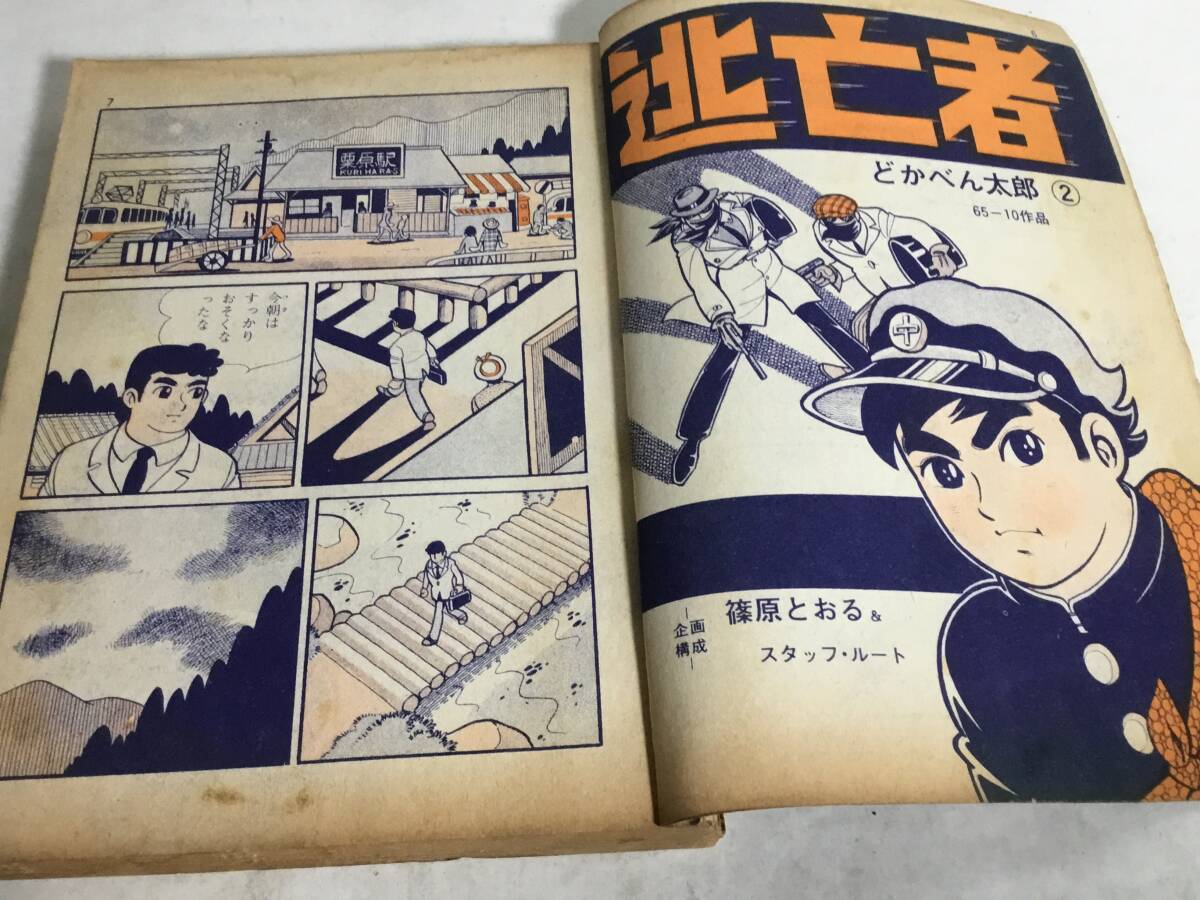 6
逃亡者
どかべん太郎 ②
65-10作品
―企画構成―
篠原とおる&
スタッフ・ルート
7
栗原駅
KURIHARA-S
今朝は
すっかり
おそくな
ったな